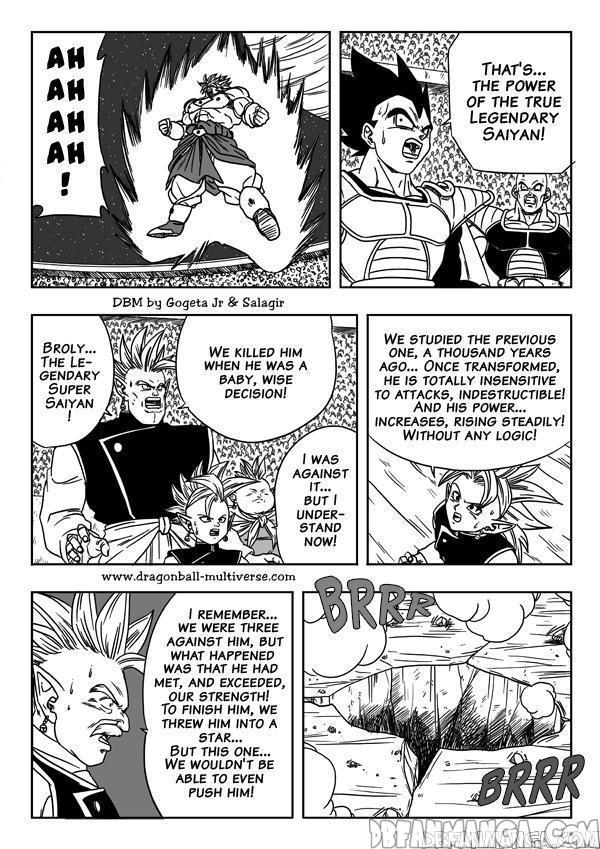 AH
AH
AH
AH
!
THAT'S...
THE POWER
OF THE TRUE
LEGENDARY
SAIYAN!
DBM by Gogeta Jr & Salagir
BROLY...
THE LE-
GENDARY
SUPER
SAIYAN
!
WE KILLED HIM
WHEN HE WAS A
BABY, WISE
DECISION!
I WAS
AGAINST
IT...
BUT I
UNDER-
STAND
NOW!
WE STUDIED THE PREVIOUS
ONE, A THOUSAND YEARS
AGO... ONCE TRANSFORMED,
HE IS TOTALLY INSENSITIVE
TO ATTACKS, INDESTRUCTIBLE!
AND HIS POWER...
INCREASES, RISING STEADILY!
WITHOUT ANY LOGIC!
www.dragonball-multiverse.com
I REMEMBER...
WE WERE THREE
AGAINST HIM, BUT
WHAT HAPPENED
WAS THAT HE HAD
MET, AND EXCEEDED,
OUR STRENGTH!
TO FINISH HIM, WE
THREW HIM INTO A
STAR...
BUT THIS ONE...
WE WOULDN'T BE
ABLE TO EVEN
PUSH HIM!
BRRR
BRRR
DBFANMANGA.COM
DBFANMANGA.COM